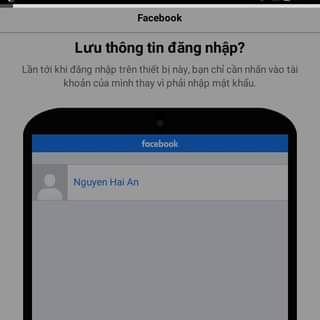 Facebook
Lưu thông tin đăng nhập?
Lần tới khi đăng nhập trên thiết bị này, bạn chỉ cần nhấn vào tài
khoản của mình thay vì phải nhập mật khẩu.
facebook
Nguyen Hai An